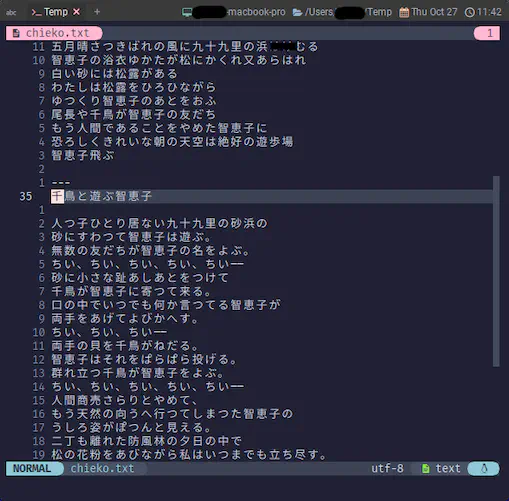 abc >_ Temp × + macbook-pro /Users/ /Temp Thu Oct 27 11:42
chieko.txt 1
11 五月晴さつきばれの風に九十九里の浜はけむる
10 智恵子の浴衣ゆかたが松にかくれ又あらはれ
9 白い砂には松露がある
8 わたしは松露をひろひながら
7 ゆつくり智恵子のあとをおふ
6 尾長や千鳥が智恵子の友だち
5 もう人間であることをやめた智恵子に
4 恐ろしくきれいな朝の天空は絶好の遊歩場
3 智恵子飛ぶ
2
1 ---
35 千鳥と遊ぶ智恵子
1
2 人つ子ひとり居ない九十九里の砂浜の
3 砂にすわつて智恵子は遊ぶ。
4 無数の友だちが智恵子の名をよぶ。
5 ちい、ちい、ちい、ちい、ちい――
6 砂に小さな趾あしあとをつけて
7 千鳥が智恵子に寄つて来る。
8 口の中でいつでも何か言つてる智恵子が
9 両手をあげてよびかへす。
10 ちい、ちい、ちい――
11 両手の貝を千鳥がねだる。
12 智恵子はそれをぱらぱら投げる。
13 群れ立つ千鳥が智恵子をよぶ。
14 ちい、ちい、ちい、ちい、ちい――
15 人間商売さらりとやめて、
16 もう天然の向うへ行つてしまつた智恵子の
17 うしろ姿がぽつんと見える。
18 二丁も離れた防風林の夕日の中で
19 松の花粉をあびながら私はいつまでも立ち尽す。
NORMAL chieko.txt utf-8 text